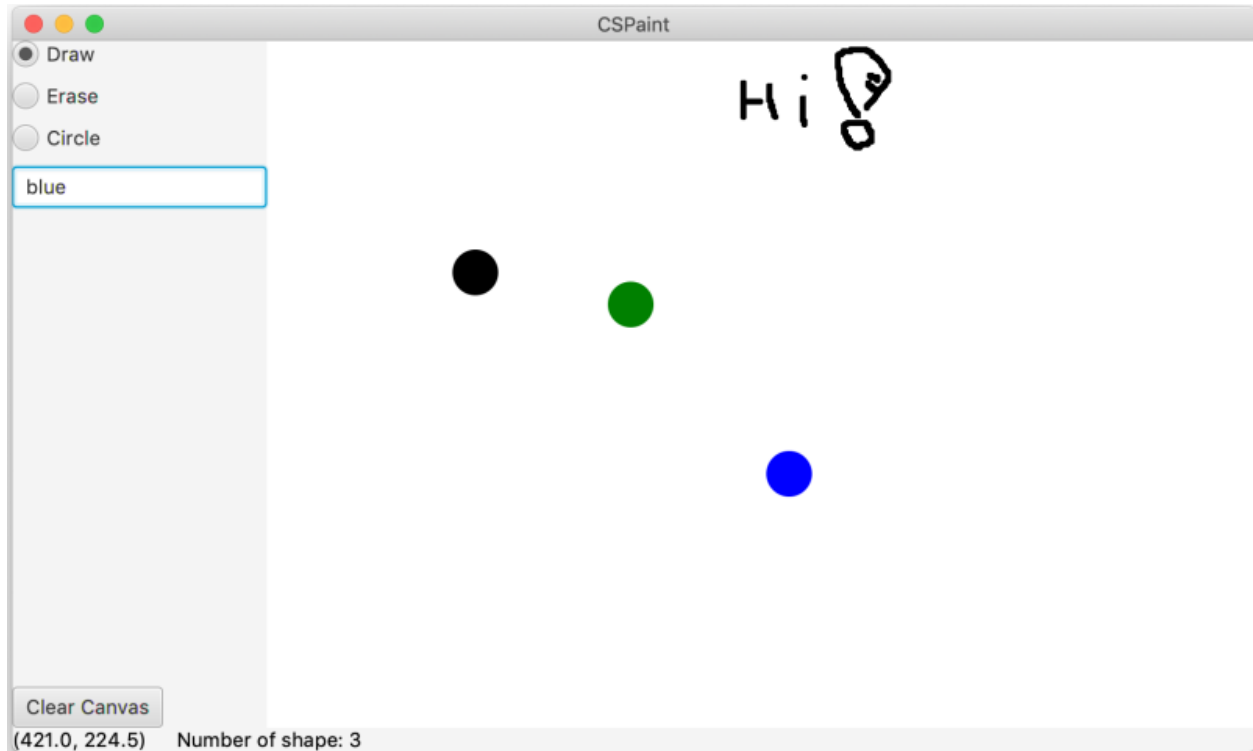 CSPaint
Draw
Erase
Circle
blue
Hi!
Clear Canvas
(421.0, 224.5) Number of shape: 3